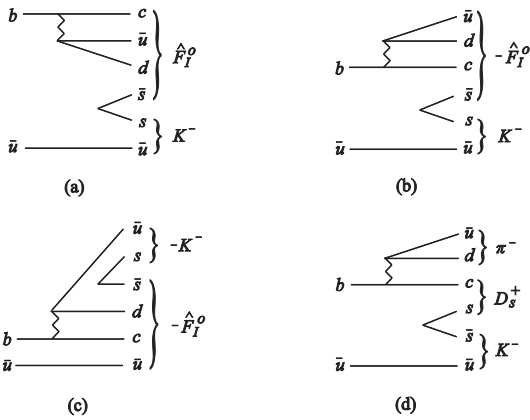 b c
ū
d F̂_I^o
s̄
s K⁻
ū ū
(a)
ū
d - F̂_I^o
b c
s̄
s K⁻
ū ū
(b)
ū
s -K⁻
s̄
d
b c - F̂_I^o
ū ū
(c)
ū
d π⁻
b c
s D_s^+
s̄
ū ū K⁻
(d)